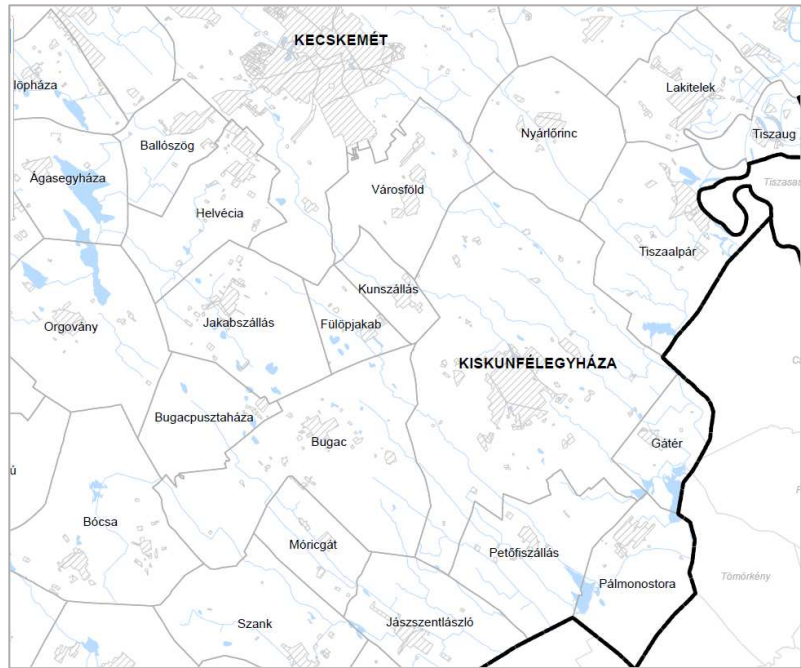 KECSKEMÉT
lőpháza
Lakitelek
Ballószög
Nyárlőrinc
Tiszaug
Ágasegyháza
Városföld
Helvécia
Tiszaalpár
Kunszállás
Orgovány
Jakabszállás
Fülöpjakab
KISKUNFÉLEGYHÁZA
Bugacpusztaháza
Bugac
Gátér
Bócsa
Móricgát
Petőfiszállás
Pálmonostora
Tömörkény
Szank
Jászszentlászló